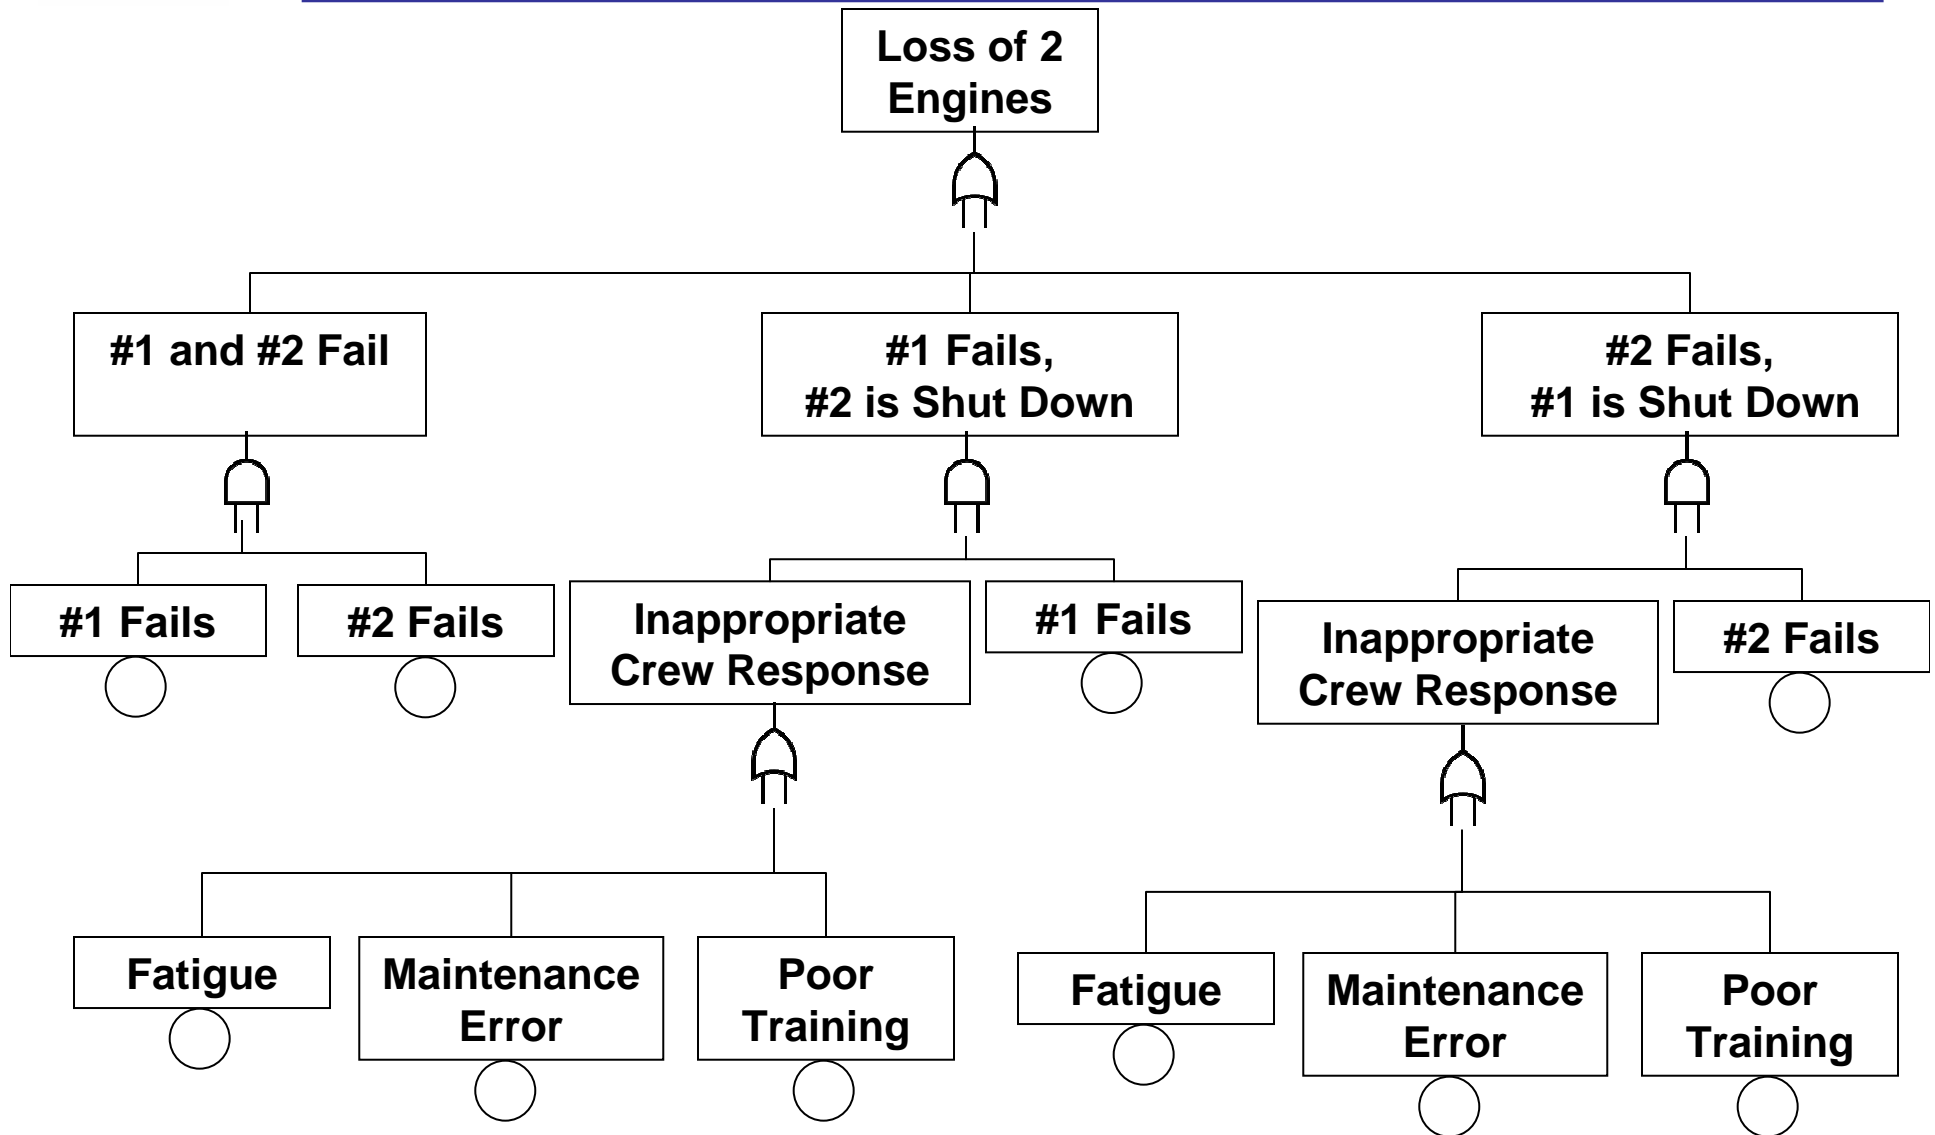 Loss of 2
Engines
#1 and #2 Fail
#1 Fails,
#2 is Shut Down
#2 Fails,
#1 is Shut Down
#1 Fails
#2 Fails
Inappropriate
Crew Response
#1 Fails
Inappropriate
Crew Response
#2 Fails
Fatigue
Maintenance
Error
Poor
Training
Fatigue
Maintenance
Error
Poor
Training